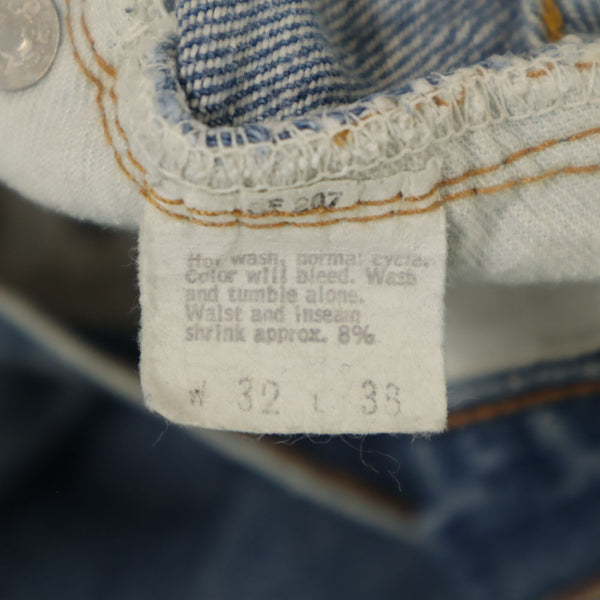 207
Hot wash, normal cycle.
Color will bleed. Wash
and tumble alone.
Waist and inseam
shrink approx. 8%
W 32 L 38